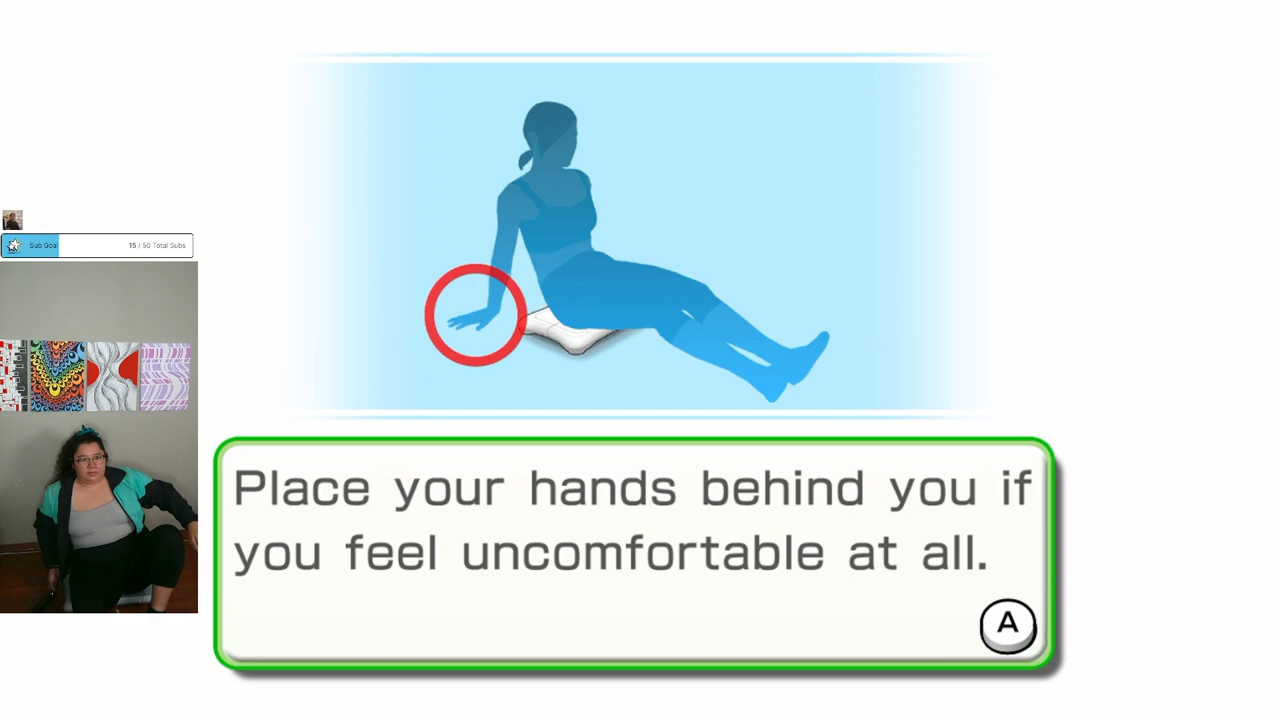 Sub Goal
15 / 50 Total Subs
Place your hands behind you if
you feel uncomfortable at all.
A